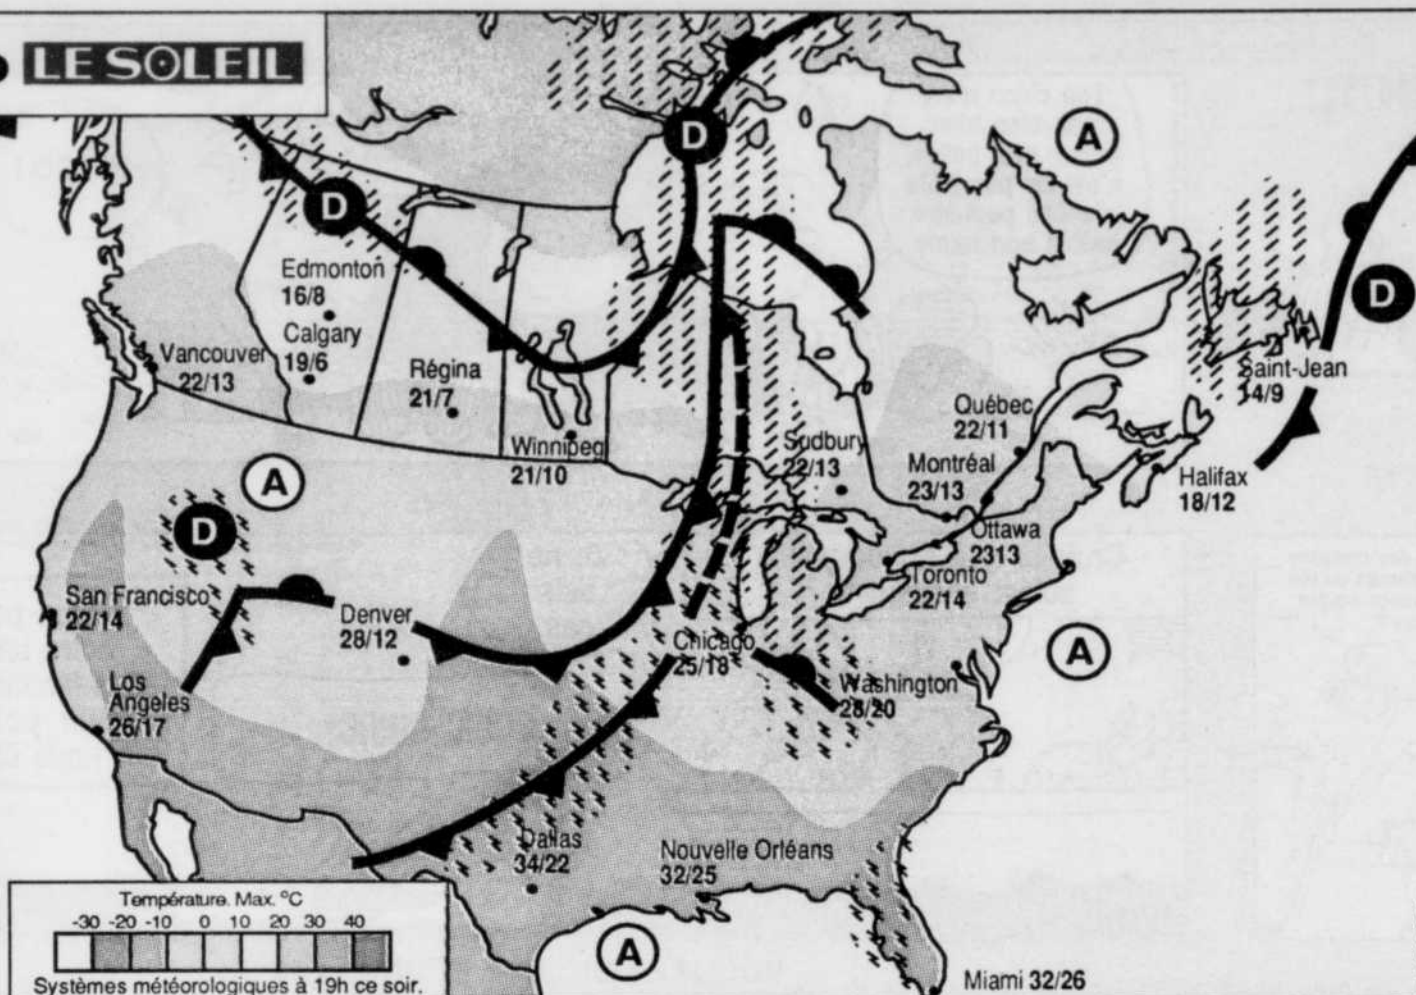 LE SOLEIL
D
A
D
Edmonton
16/8
D
Calgary
19/6
Vancouver
22/13
Régina
21/7
Saint-Jean
14/9
Québec
22/11
Winnipeg
21/10
Sudbury
22/13
Montréal
23/13
Halifax
18/12
A
D
Ottawa
2313
Toronto
22/14
San Francisco
22/14
Denver
28/12
Chicago
25/18
A
Los
Angeles
26/17
Washington
28/20
Dallas
34/22
Nouvelle Orléans
32/25
A
Miami 32/26
Température. Max. °C
-30 -20 -10 0 10 20 30 40
Systèmes météorologiques à 19h ce soir.